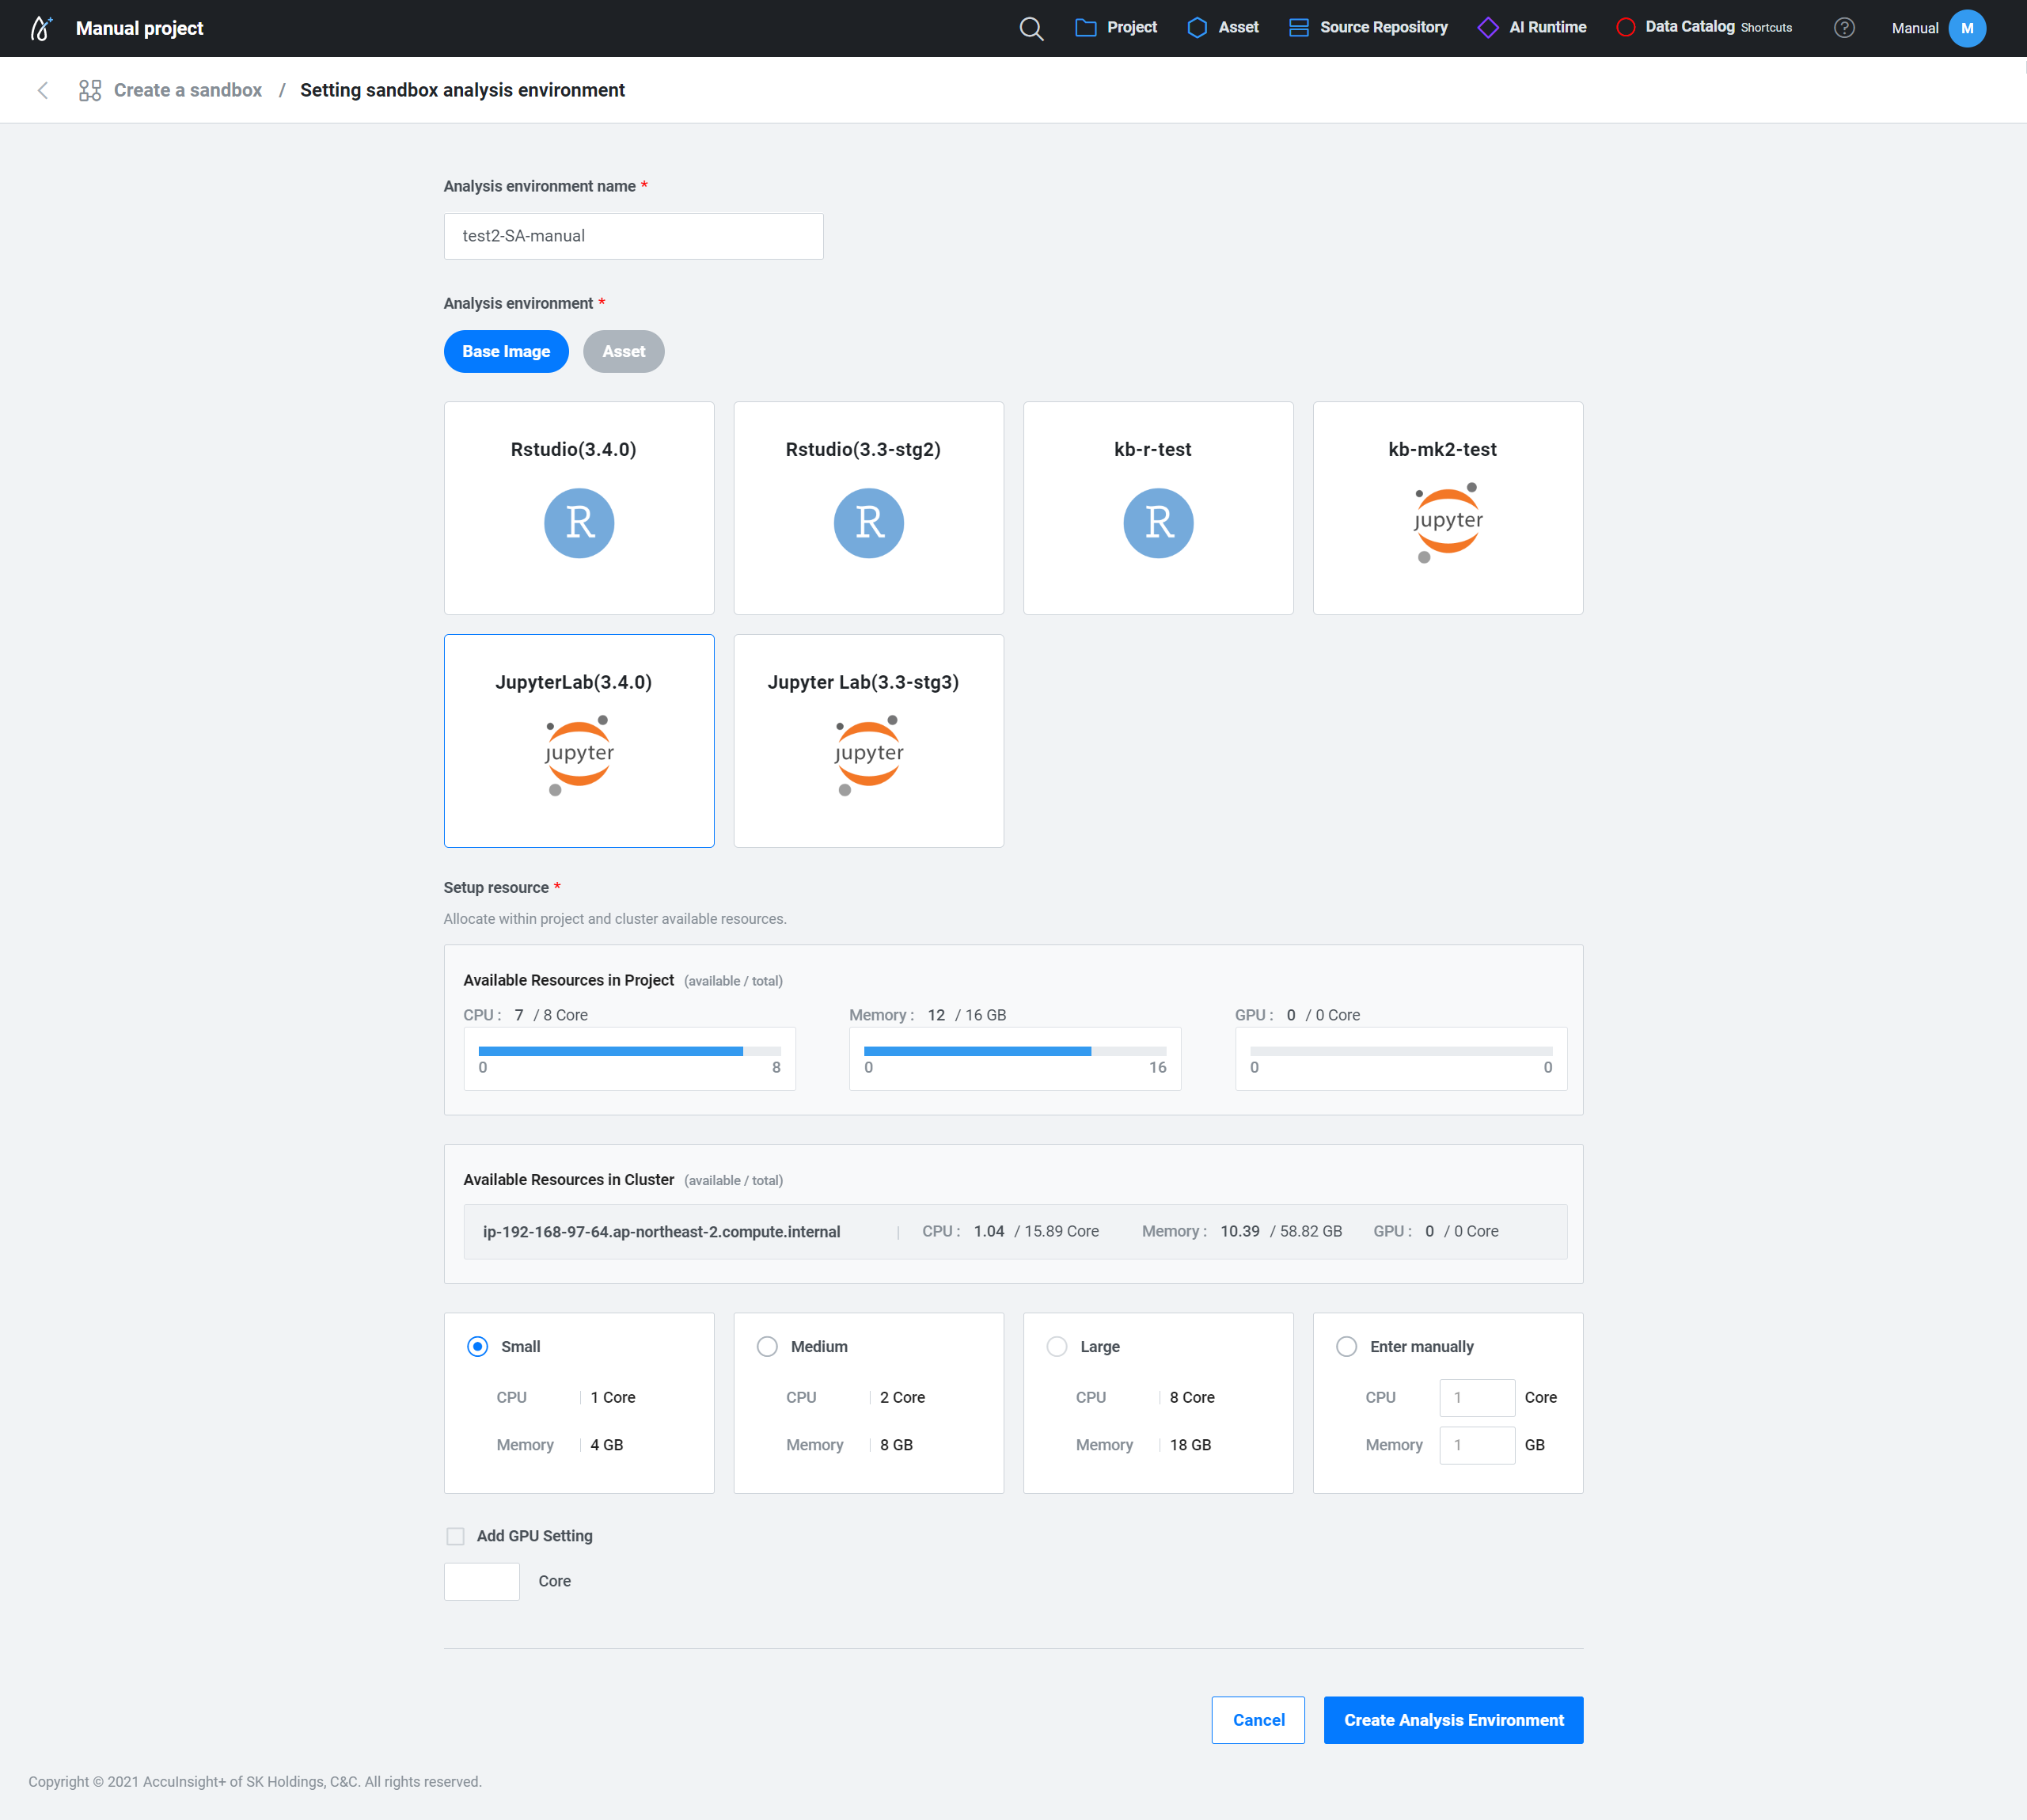 Manual project
Project
Asset
Source Repository
AI Runtime
Data Catalog Shortcuts
?
Manual
M
Create a sandbox / Setting sandbox analysis environment
Analysis environment name *
test2-SA-manual
Analysis environment *
Base Image
Asset
Rstudio(3.4.0)
R
Rstudio(3.3-stg2)
R
kb-r-test
R
kb-mk2-test
jupyter
JupyterLab(3.4.0)
jupyter
Jupyter Lab(3.3-stg3)
jupyter
Setup resource *
Allocate within project and cluster available resources.
Available Resources in Project (available / total)
CPU : 7 / 8 Core
0 8
Memory : 12 / 16 GB
0 16
GPU : 0 / 0 Core
0 0
Available Resources in Cluster (available / total)
ip-192-168-97-64.ap-northeast-2.compute.internal | CPU : 1.04 / 15.89 Core Memory : 10.39 / 58.82 GB GPU : 0 / 0 Core
Small
CPU | 1 Core
Memory | 4 GB
Medium
CPU | 2 Core
Memory | 8 GB
Large
CPU | 8 Core
Memory | 18 GB
Enter manually
CPU 1 Core
Memory 1 GB
Add GPU Setting
Core
Cancel
Create Analysis Environment
Copyright © 2021 AccuInsight+ of SK Holdings, C&C. All rights reserved.